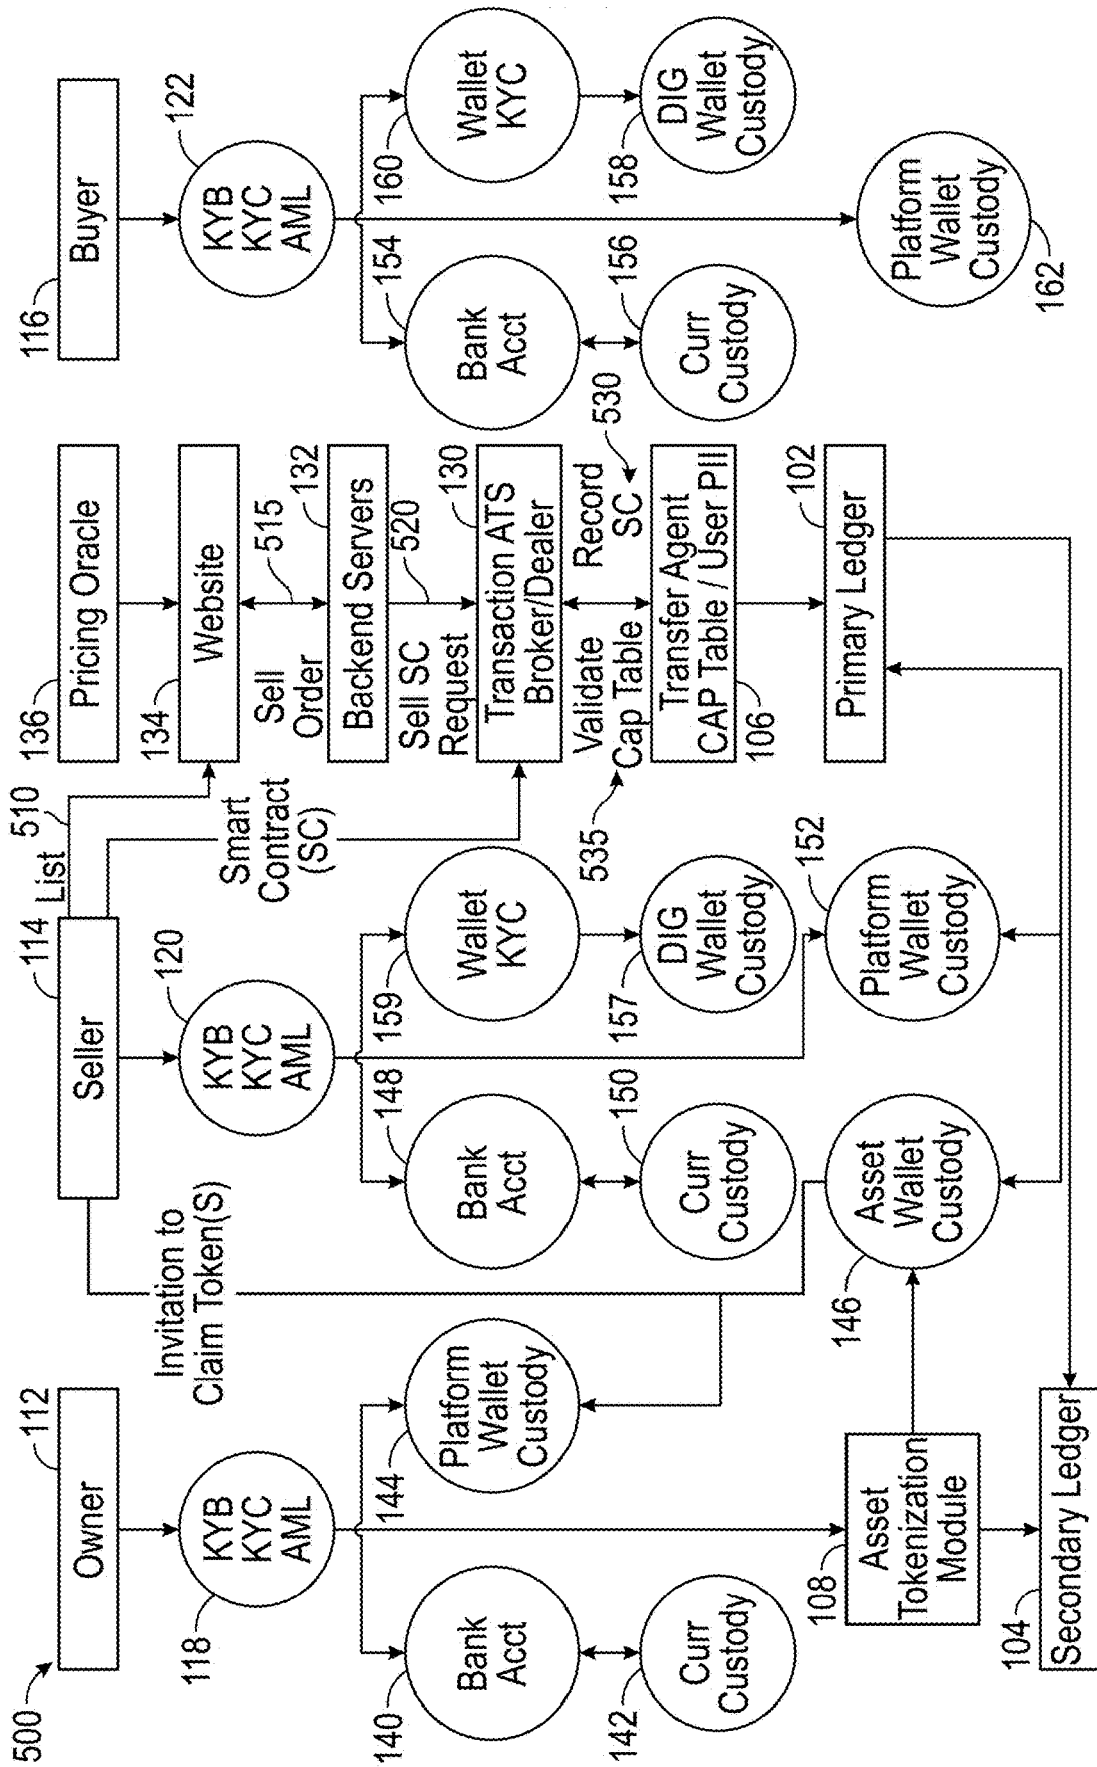 500
Owner
112
Seller
114
List
510
136
Pricing Oracle
116
Buyer
118
KYB
KYC
AML
Invitation to
Claim Token(S)
KYB
KYC
AML
120
Smart
Contract
(SC)
134
Website
Sell
Order
515
KYB
KYC
AML
122
Backend Servers
132
Sell SC
Request
520
140
Bank
Acct
144
Platform
Wallet
Custody
Bank
Acct
148
159
Wallet
KYC
Transaction ATS
Broker/Dealer
130
Bank
Acct
154
160
Wallet
KYC
535
Validate
Cap Table
Record
SC
530
142
Curr
Custody
Curr
Custody
150
157
DIG
Wallet
Custody
106
Transfer Agent
CAP Table / User PII
Curr
Custody
156
158
DIG
Wallet
Custody
108
Asset
Tokenization
Module
146
Asset
Wallet
Custody
Platform
Wallet
Custody
152
Primary Ledger
102
Platform
Wallet
Custody
162
104
Secondary Ledger